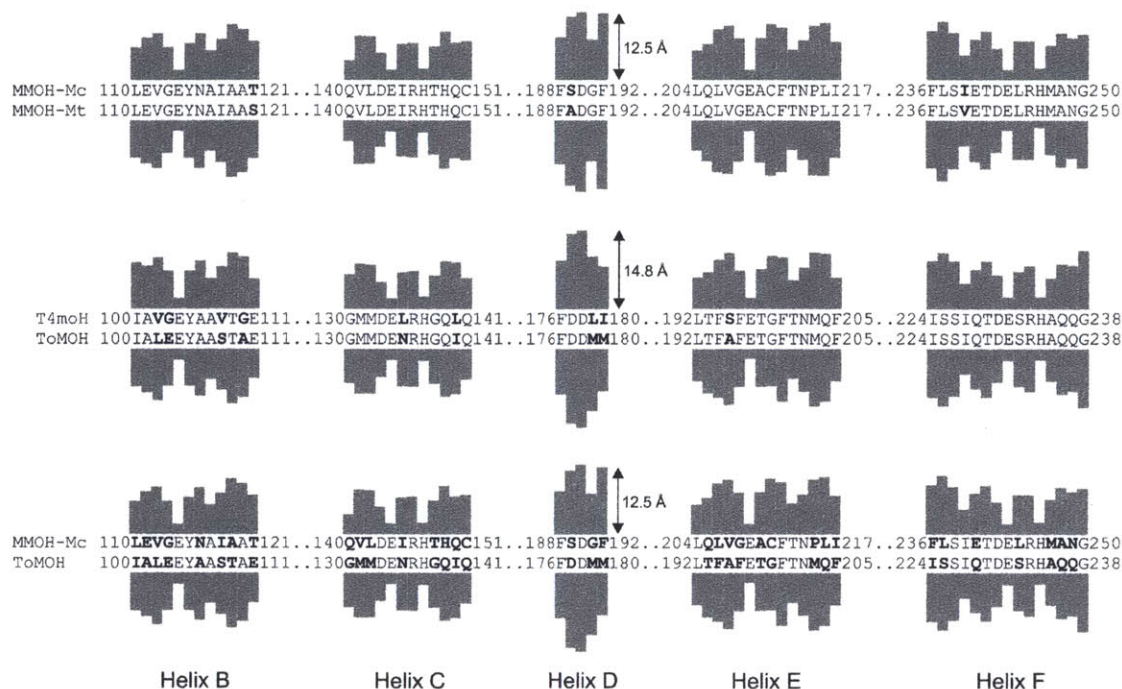 12.5 Å
MMOH-Mc 110LEVGEYNAIAAT121..140QVLDEIRHTHQC151..188FSDGF192..204LQLVGEACFTNPLI217..236FLSIETDELRHMANG250
MMOH-Mt 110LEVGEYNAIAAS121..140QVLDEIRHTHQC151..188FADGF192..204LQLVGEACFTNPLI217..236FLSVETDELRHMANG250
14.8 Å
T4moH 100IAVGEYAAVTGE111..130GMMDELRHGQLQ141..176FDDLI180..192LTFSFETGFTNMQF205..224ISSIQTDESRHAQQG238
ToMOH 100IALEEYAASTAE111..130GMMDENRHGQIQ141..176FDDMM180..192LTFAFETGFTNMQF205..224ISSIQTDESRHAQQG238
12.5 Å
MMOH-Mc 110LEVGEYNAIAAT121..140QVLDEIRHTHQC151..188FSDGF192..204LQLVGEACFTNPLI217..236FLSIETDELRHMANG250
ToMOH 100IALEEYAASTAE111..130GMMDENRHGQIQ141..176FDDMM180..192LTFAFETGFTNMQF205..224ISSIQTDESRHAQQG238
Helix B Helix C Helix D Helix E Helix F